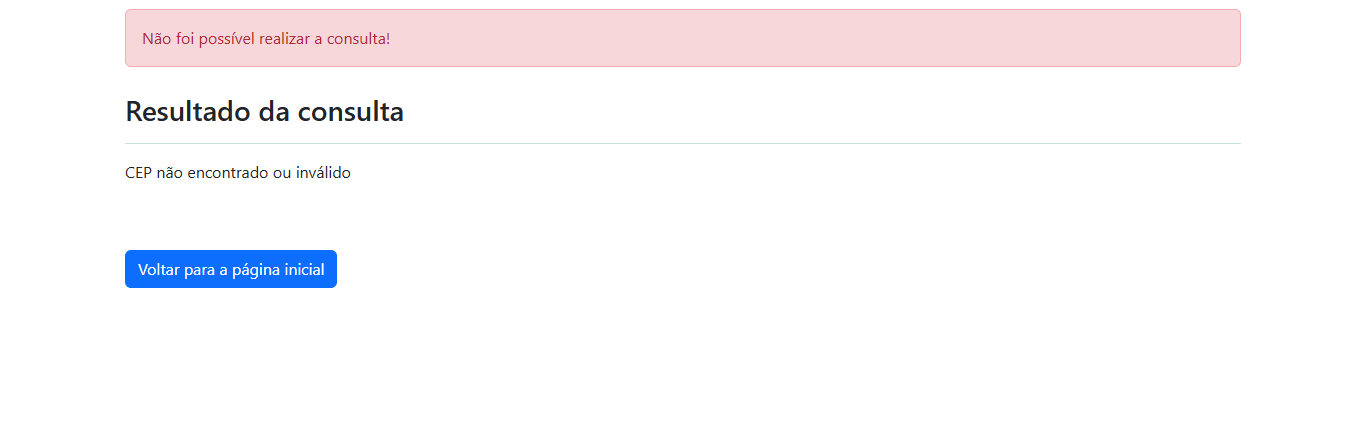 Não foi possível realizar a consulta!
Resultado da consulta
CEP não encontrado ou inválido
Voltar para a página inicial